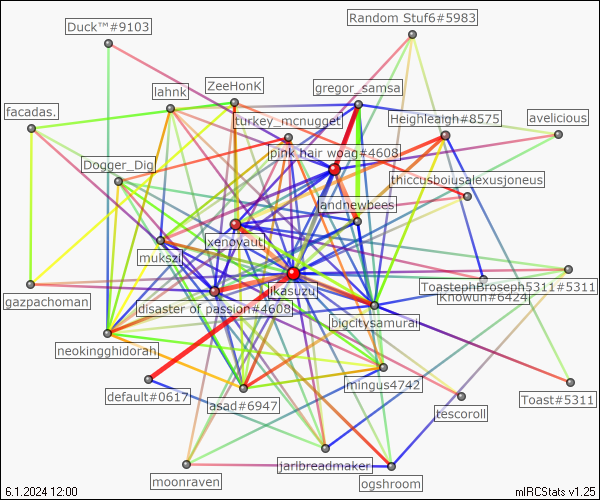 Random Stuf6#5983
Duck™#9103
lahnk
ZeeHonK
gregor_samsa
facadas.
turkey_mcnugget
Heighleaigh#8575
avelicious
pink hair woag#4608
Dogger_Dig
thiccusboiusalexusjoneus
andnewbees
xenoyautj
mukszi
jikasuzu
ToastephBroseph5311#5311
Knowun#6424
gazpachoman
disaster of passion#4608
bigcitysamurai
neokingghidorah
mingus4742
default#0617
asad#6947
Toast#5311
tescoroll
jarlbreadmaker
moonraven
ogshroom
6.1.2024 12:00
mIRCStats v1.25